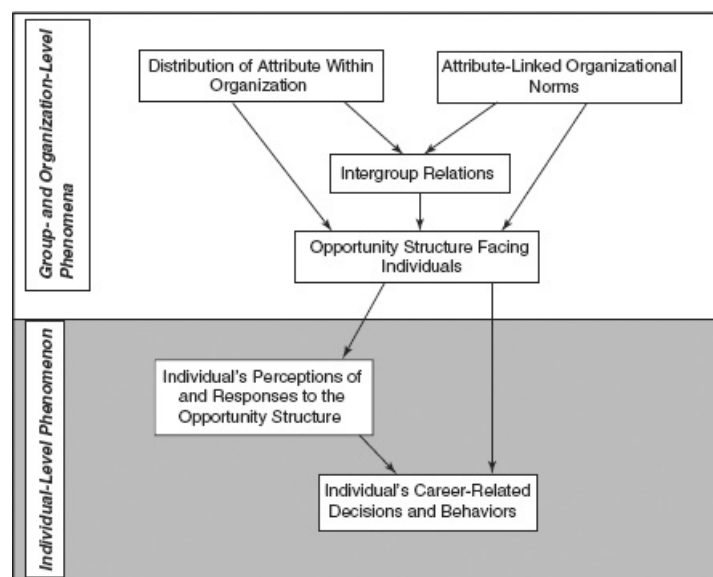 Group- and Organization-Level
Phenomena
Distribution of Attribute Within
Organization
Attribute-Linked Organizational
Norms
Intergroup Relations
Opportunity Structure Facing
Individuals
Individual-Level Phenomenon
Individual's Perceptions of
and Responses to the
Opportunity Structure
Individual's Career-Related
Decisions and Behaviors